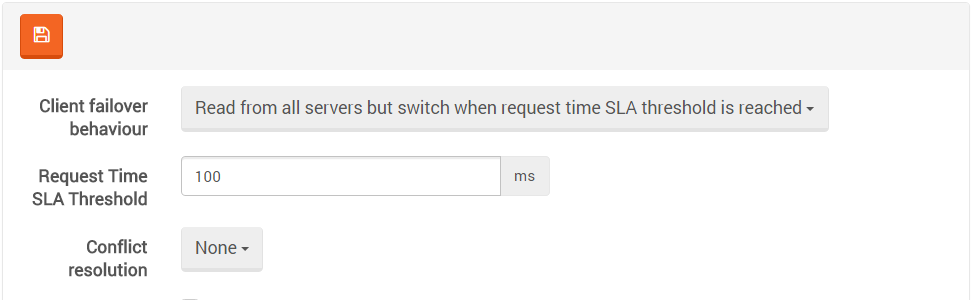 Client failover
behaviour
Read from all servers but switch when request time SLA threshold is reached
Request Time
SLA Threshold
100
ms
Conflict
resolution
None